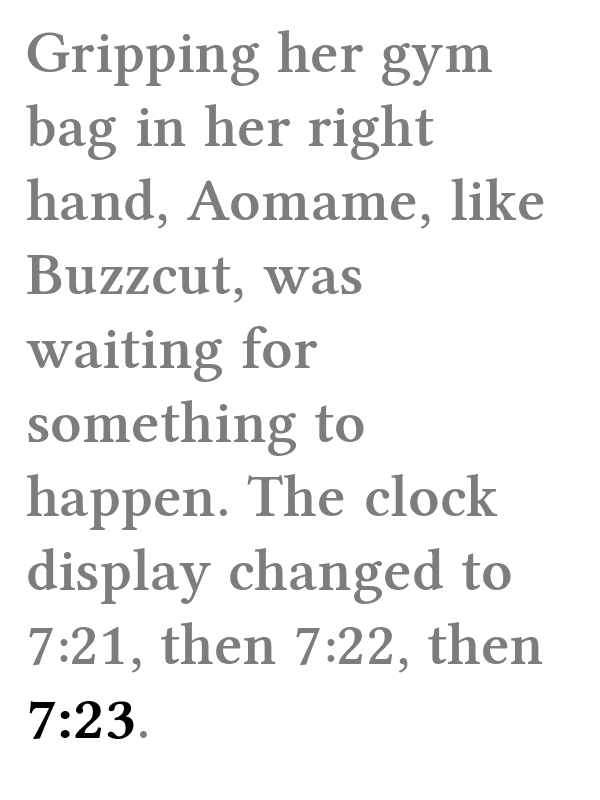 Gripping her gym
bag in her right
hand, Aomame, like
Buzzcut, was
waiting for
something to
happen. The clock
display changed to
7:21, then 7:22, then
7:23.